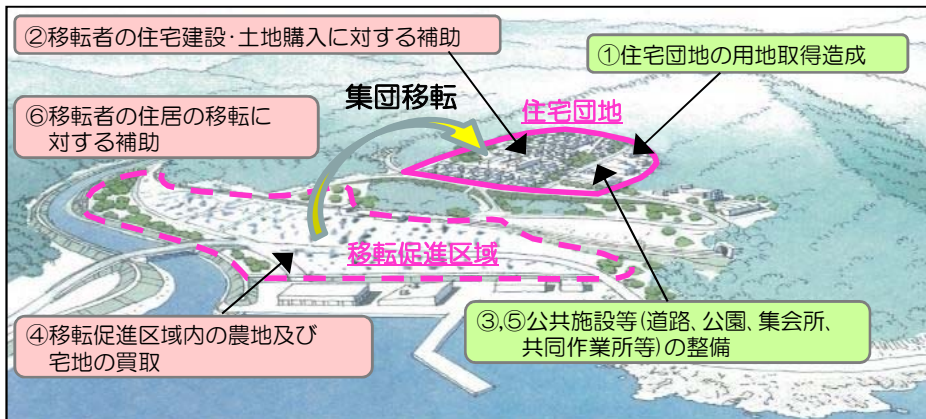 ②移転者の住宅建設・土地購入に対する補助
①住宅団地の用地取得造成
集団移転
住宅団地
⑥移転者の住居の移転に
対する補助
移転促進区域
④移転促進区域内の農地及び
宅地の買取
③,⑤公共施設等(道路、公園、集会所、
共同作業所等)の整備